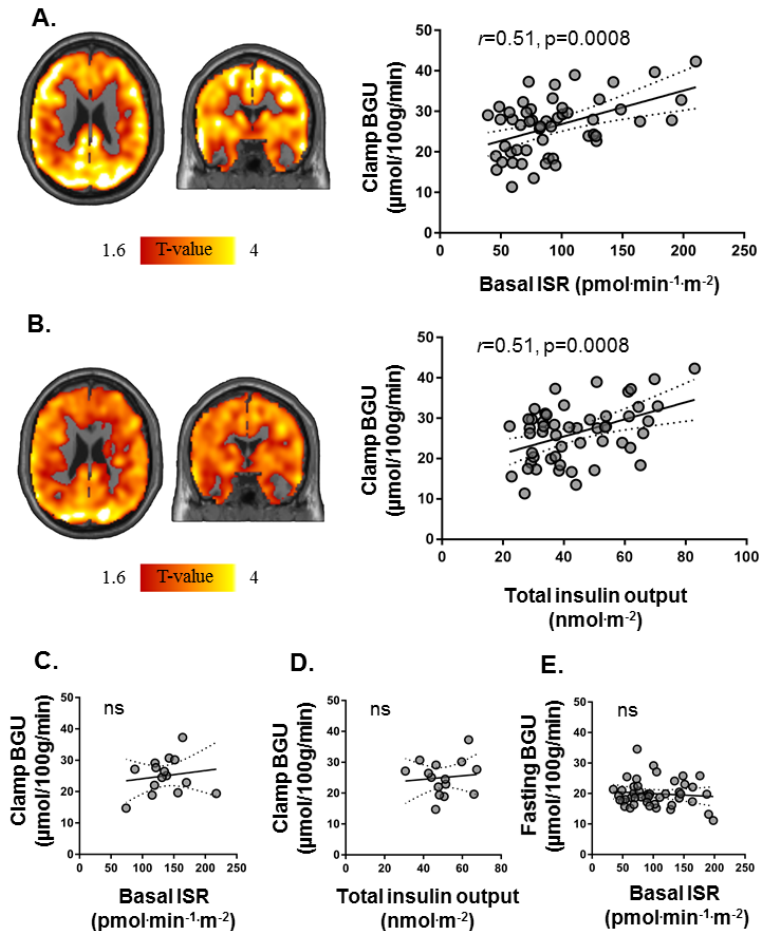 A.
r=0.51, p=0.0008
Clamp BGU
(µmol/100g/min)
50
40
30
20
10
0
0 50 100 150 200 250
Basal ISR (pmol·min-1·m-2)
1.6 T-value 4
B.
r=0.51, p=0.0008
Clamp BGU
(µmol/100g/min)
50
40
30
20
10
0
0 20 40 60 80 100
Total insulin output
(nmol·m-2)
1.6 T-value 4
C.
ns
Clamp BGU
(µmol/100g/min)
50
40
30
20
10
0
0 50 100 150 200 250
Basal ISR
(pmol·min-1·m-2)
D.
ns
Clamp BGU
(µmol/100g/min)
50
40
30
20
10
0
0 20 40 60 80
Total insulin output
(nmol·m-2)
E.
ns
Fasting BGU
(µmol/100g/min)
50
40
30
20
10
0
0 50 100 150 200 250
Basal ISR
(pmol·min-1·m-2)